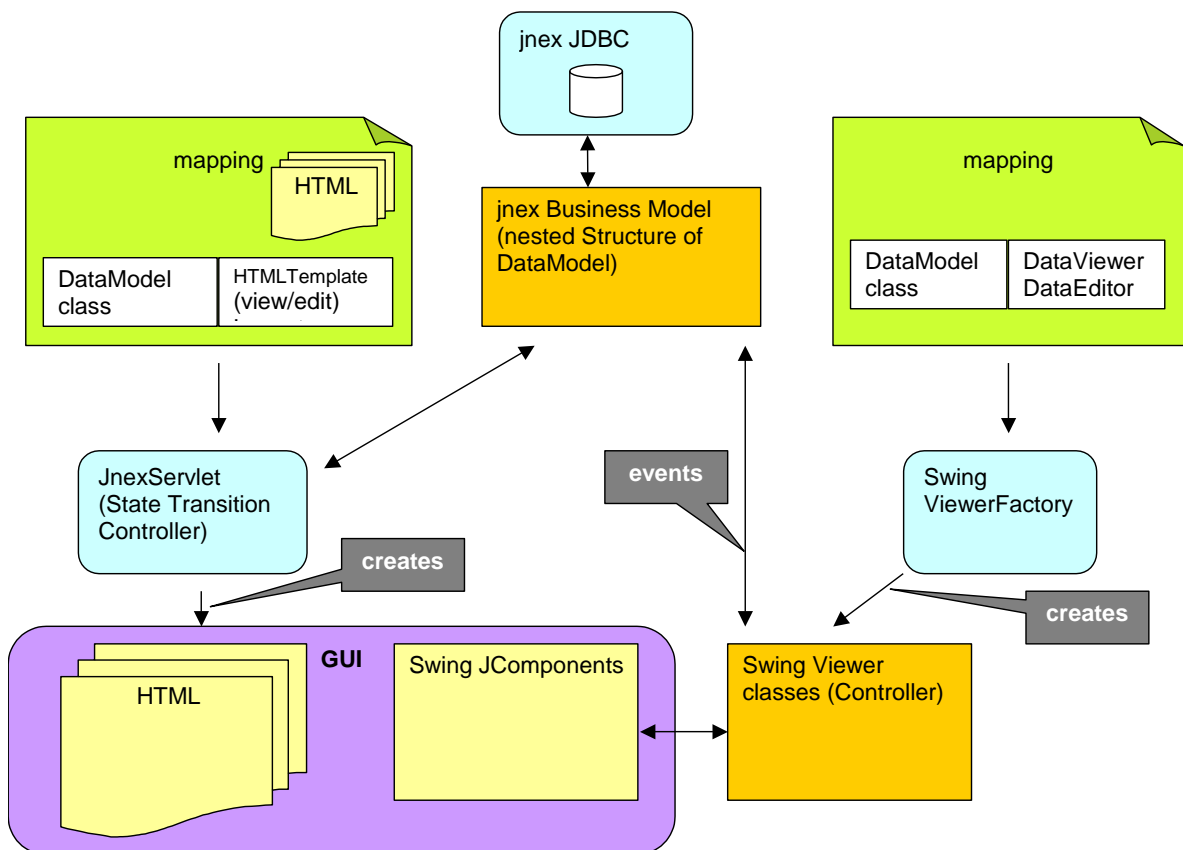 jnex JDBC
mapping
HTML
DataModel
class
HTMLTemplate
(view/edit)
jnex Business Model
(nested Structure of
DataModel)
mapping
DataModel
class
DataViewer
DataEditor
JnexServlet
(State Transition
Controller)
events
Swing
ViewerFactory
creates
creates
GUI
HTML
Swing JComponents
Swing Viewer
classes (Controller)